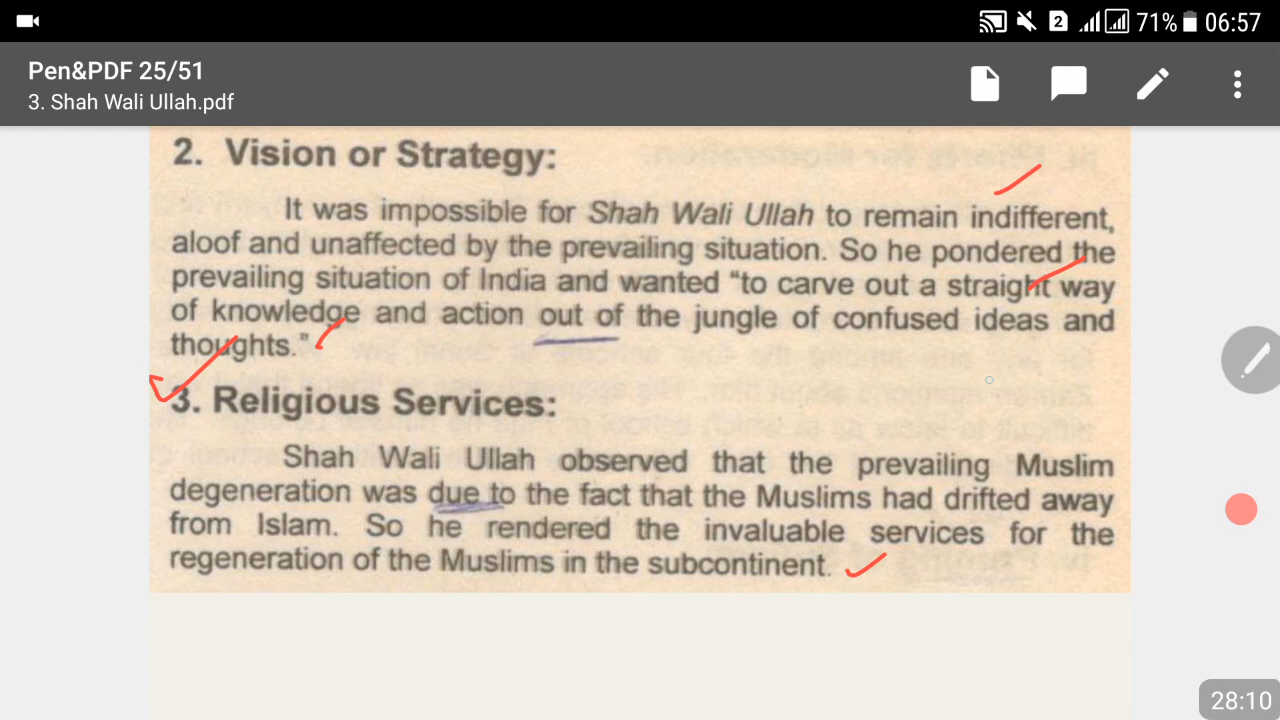 2 71% 06:57
Pen&PDF 25/51
3. Shah Wali Ullah.pdf
2. Vision or Strategy:
It was impossible for Shah Wali Ullah to remain indifferent,
aloof and unaffected by the prevailing situation. So he pondered the
prevailing situation of India and wanted “to carve out a straight way
of knowledge and action out of the jungle of confused ideas and
thoughts.”
3. Religious Services:
Shah Wali Ullah observed that the prevailing Muslim
degeneration was due to the fact that the Muslims had drifted away
from Islam. So he rendered the invaluable services for the
regeneration of the Muslims in the subcontinent.
28:10